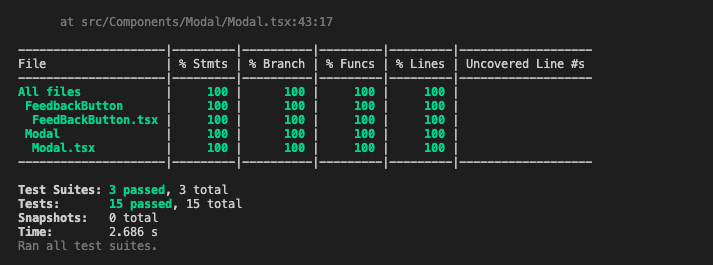 at src/Components/Modal/Modal.tsx:43:17
File | % Stmts | % Branch | % Funcs | % Lines | Uncovered Line #s
All files | 100 | 100 | 100 | 100 |
FeedbackButton | 100 | 100 | 100 | 100 |
FeedBackButton.tsx | 100 | 100 | 100 | 100 |
Modal | 100 | 100 | 100 | 100 |
Modal.tsx | 100 | 100 | 100 | 100 |
Test Suites: 3 passed, 3 total
Tests: 15 passed, 15 total
Snapshots: 0 total
Time: 2.686 s
Ran all test suites.